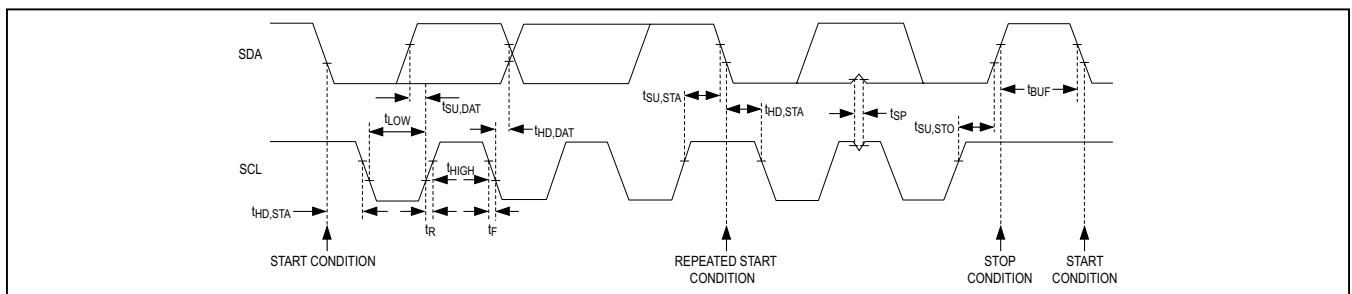 SDA
tSU,DAT
tLOW
tHD,DAT
tSU,STA
tHD,STA
tSP
tBUF
tSU,STO
SCL
tHIGH
tHD,STA
tR
tF
START CONDITION
REPEATED START
CONDITION
STOP
CONDITION
START
CONDITION